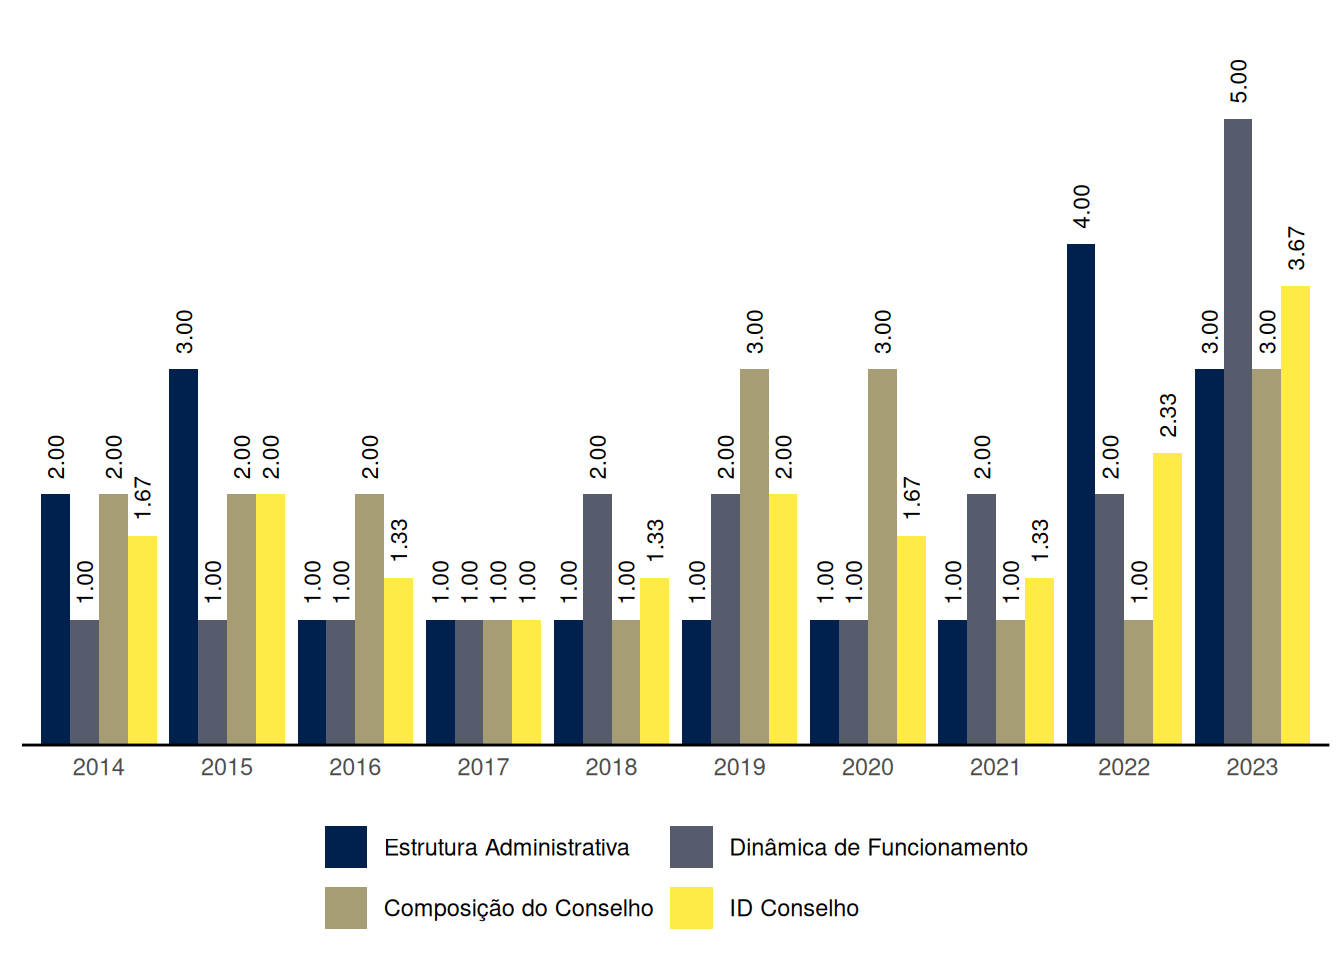 5.00
4.00
3.67
3.00 3.00 3.00 3.00 3.00
2.33
2.00 2.00 2.00 2.00 2.00 2.00 2.00 2.00 2.00 2.00
1.67 1.67
1.33 1.33 1.33
1.00 1.00 1.00 1.00 1.00 1.00 1.00 1.00 1.00 1.00 1.00 1.00 1.00 1.00 1.00 1.00
2014 2015 2016 2017 2018 2019 2020 2021 2022 2023
Estrutura Administrativa Dinâmica de Funcionamento
Composição do Conselho ID Conselho